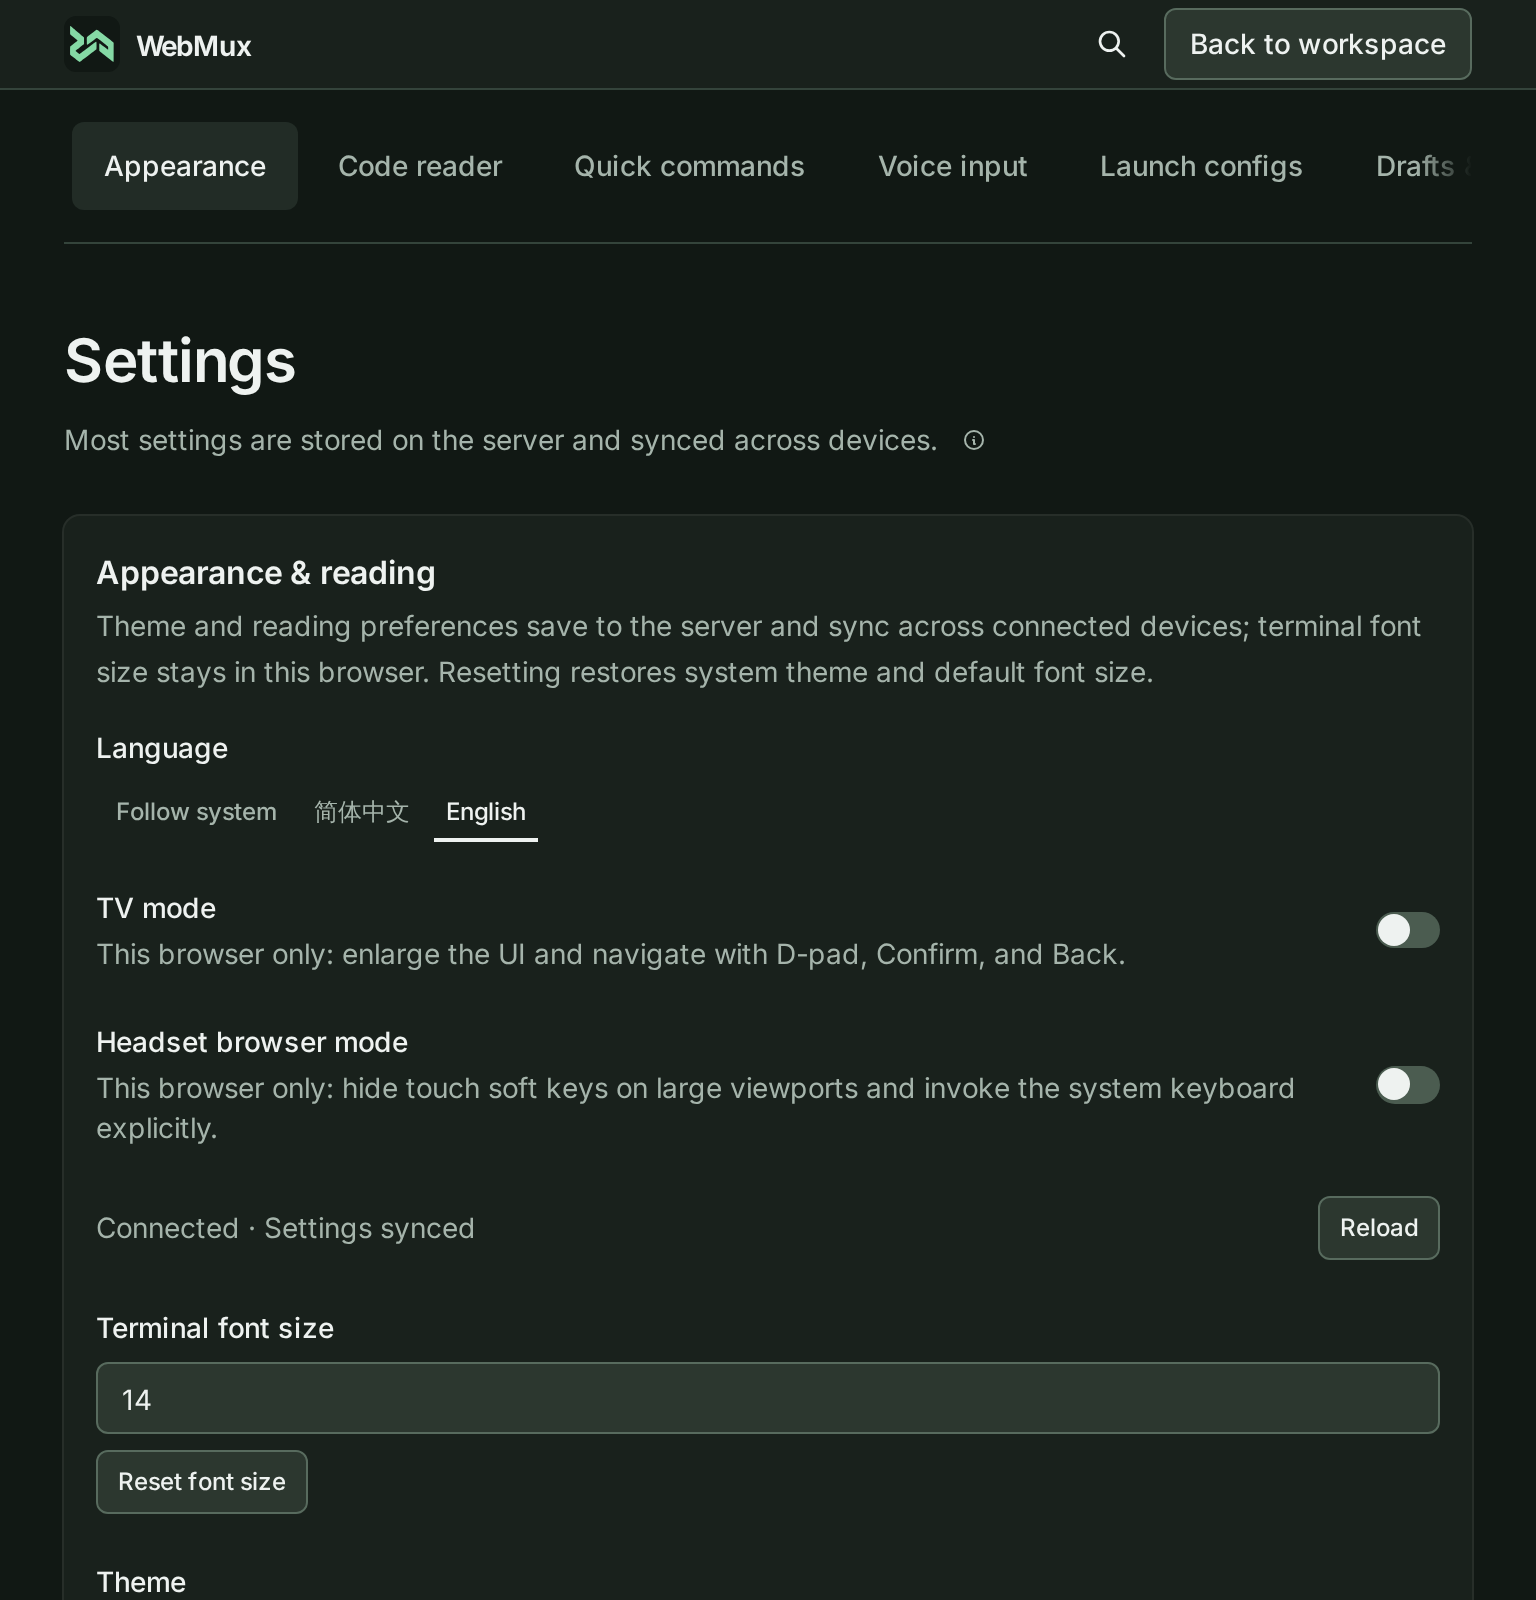 WebMux
Back to workspace
Appearance
Code reader
Quick commands
Voice input
Launch configs
Drafts
Settings
Most settings are stored on the server and synced across devices.
Appearance & reading
Theme and reading preferences save to the server and sync across connected devices; terminal font
size stays in this browser. Resetting restores system theme and default font size.
Language
Follow system
简体中文
English
TV mode
This browser only: enlarge the UI and navigate with D-pad, Confirm, and Back.
Headset browser mode
This browser only: hide touch soft keys on large viewports and invoke the system keyboard
explicitly.
Connected · Settings synced
Reload
Terminal font size
14
Reset font size
Theme